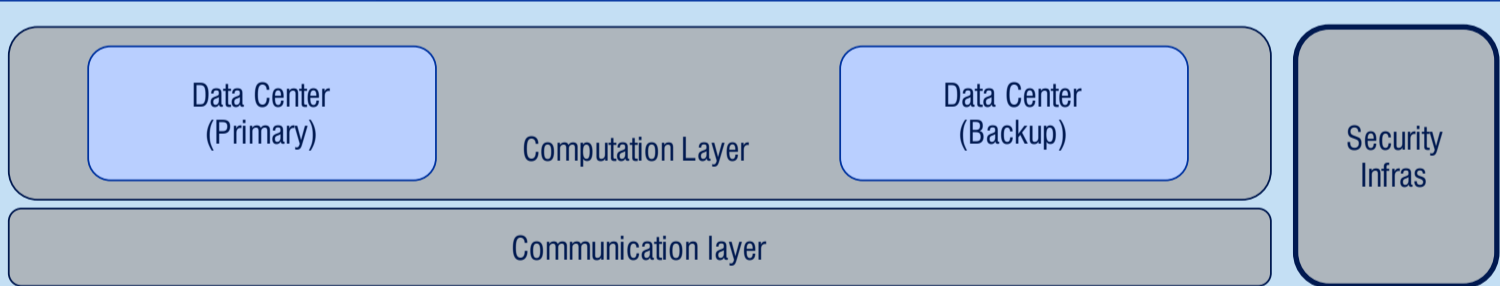 Data Center
(Primary)
Computation Layer
Data Center
(Backup)
Security
Infras
Communication layer